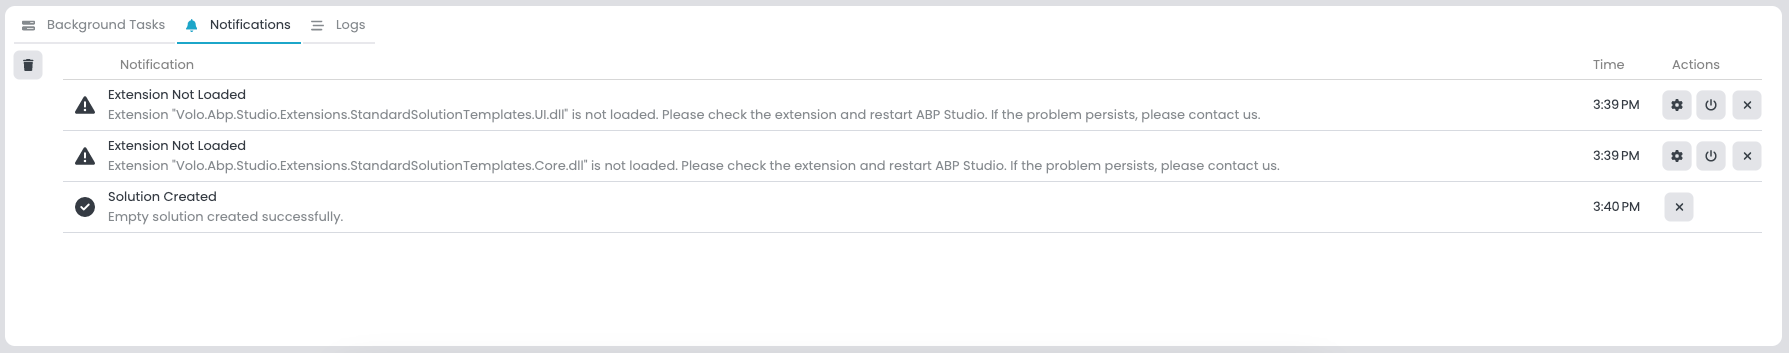 Background Tasks Notifications Logs
Notification Time Actions
Extension Not Loaded
Extension "Volo.Abp.Studio.Extensions.StandardSolutionTemplates.UI.dll" is not loaded. Please check the extension and restart ABP Studio. If the problem persists, please contact us.
3:39 PM
Extension Not Loaded
Extension "Volo.Abp.Studio.Extensions.StandardSolutionTemplates.Core.dll" is not loaded. Please check the extension and restart ABP Studio. If the problem persists, please contact us.
3:39 PM
Solution Created
Empty solution created successfully.
3:40 PM